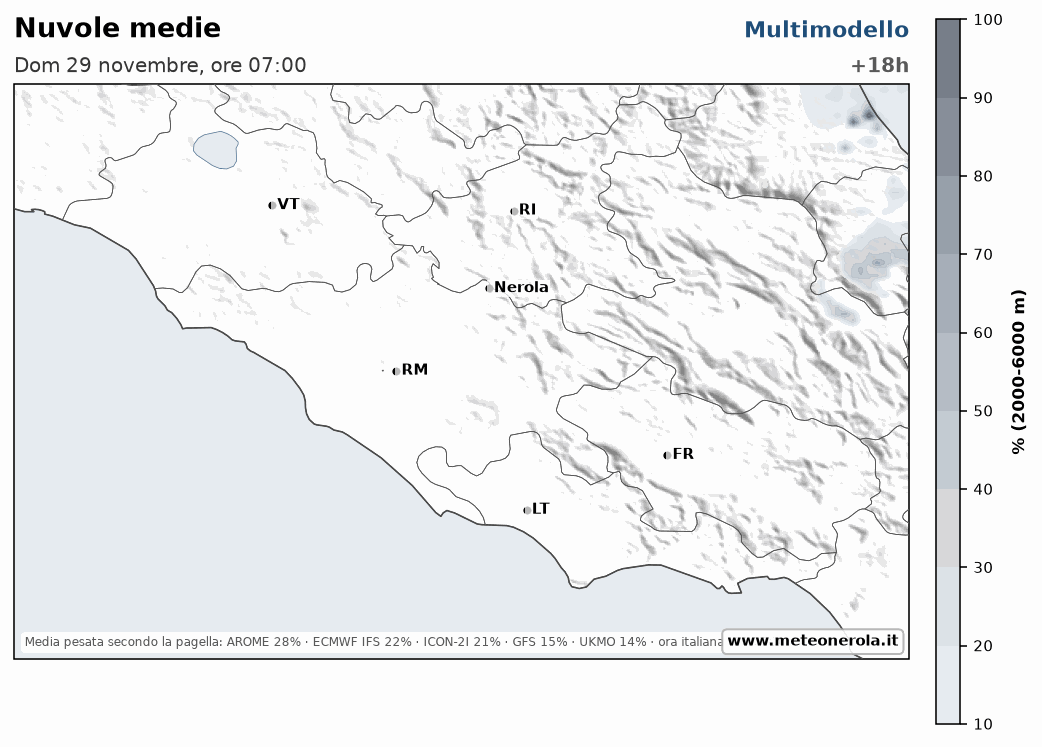 Nuvole medie
Multimodello
Dom 29 novembre, ore 07:00
+18h
100
90
80
70
60
50
40
30
20
10
% (2000-6000 m)
VT
RI
Nerola
RM
FR
LT
Media pesata secondo la pagella: AROME 28% · ECMWF IFS 22% · ICON-2I 21% · GFS 15% · UKMO 14% · ora italiana
www.meteonerola.it